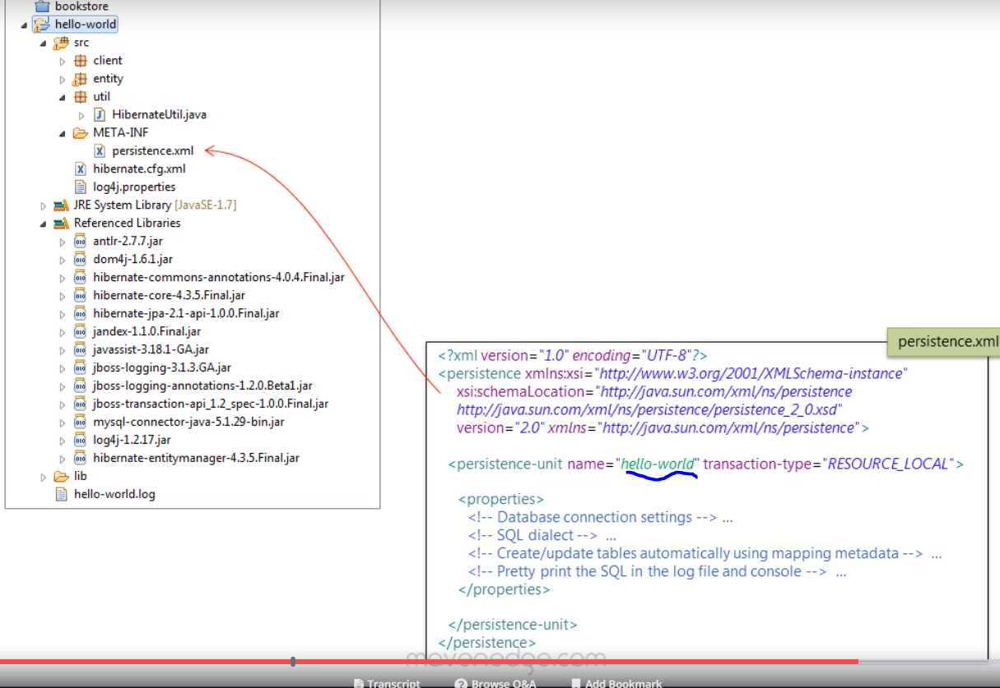 bookstore
hello-world
src
client
entity
util
HibernateUtil.java
META-INF
persistence.xml
hibernate.cfg.xml
log4j.properties
JRE System Library [JavaSE-1.7]
Referenced Libraries
antlr-2.7.7.jar
dom4j-1.6.1.jar
hibernate-commons-annotations-4.0.4.Final.jar
hibernate-core-4.3.5.Final.jar
hibernate-jpa-2.1-api-1.0.0.Final.jar
jandex-1.1.0.Final.jar
javassist-3.18.1-GA.jar
jboss-logging-3.1.3.GA.jar
jboss-logging-annotations-1.2.0.Beta1.jar
jboss-transaction-api_1.2_spec-1.0.0.Final.jar
mysql-connector-java-5.1.29-bin.jar
log4j-1.2.17.jar
hibernate-entitymanager-4.3.5.Final.jar
lib
hello-world.log
persistence.xml
<?xml version="1.0" encoding="UTF-8"?>
<persistence xmlns:xsi="http://www.w3.org/2001/XMLSchema-instance"
xsi:schemaLocation="http://java.sun.com/xml/ns/persistence
http://java.sun.com/xml/ns/persistence/persistence_2_0.xsd"
version="2.0" xmlns="http://java.sun.com/xml/ns/persistence">
<persistence-unit name="hello-world" transaction-type="RESOURCE_LOCAL">
<properties>
<!-- Database connection settings --> ...
<!-- SQL dialect --> ...
<!-- Create/update tables automatically using mapping metadata --> ...
<!-- Pretty print the SQL in the log file and console --> ...
</properties>
</persistence-unit>
</persistence>
mavenedge.com
Transcript
Browse Q&A
Add Bookmark